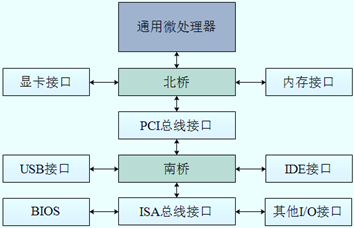 通用微处理器
显卡接口
北桥
内存接口
PCI总线接口
USB接口
南桥
IDE接口
BIOS
ISA总线接口
其他I/O接口